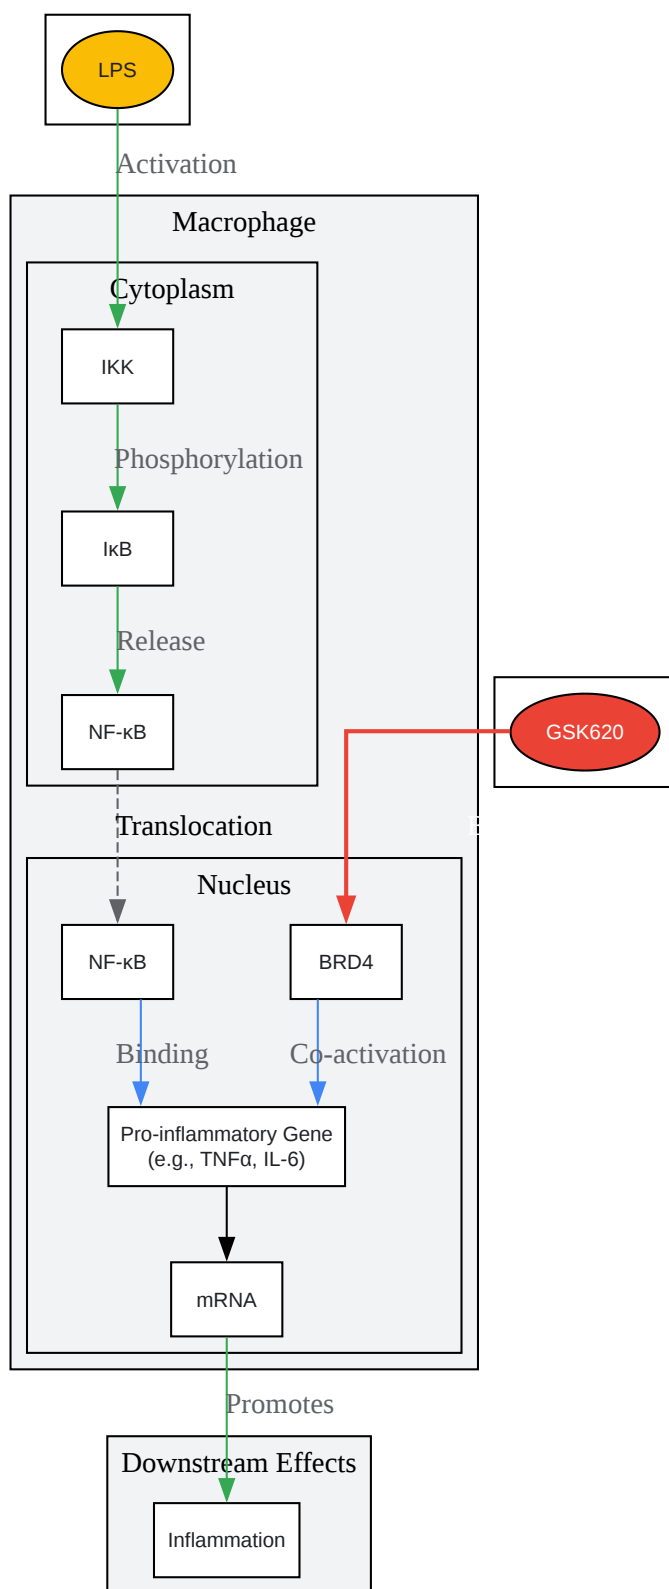 LPS
Activation
Macrophage
Cytoplasm
IKK
Phosphorylation
IκB
Release
NF-κB
GSK620
Translocation
Nucleus
NF-κB
BRD4
Binding
Co-activation
Pro-inflammatory Gene
(e.g., TNFα, IL-6)
mRNA
Promotes
Downstream Effects
Inflammation